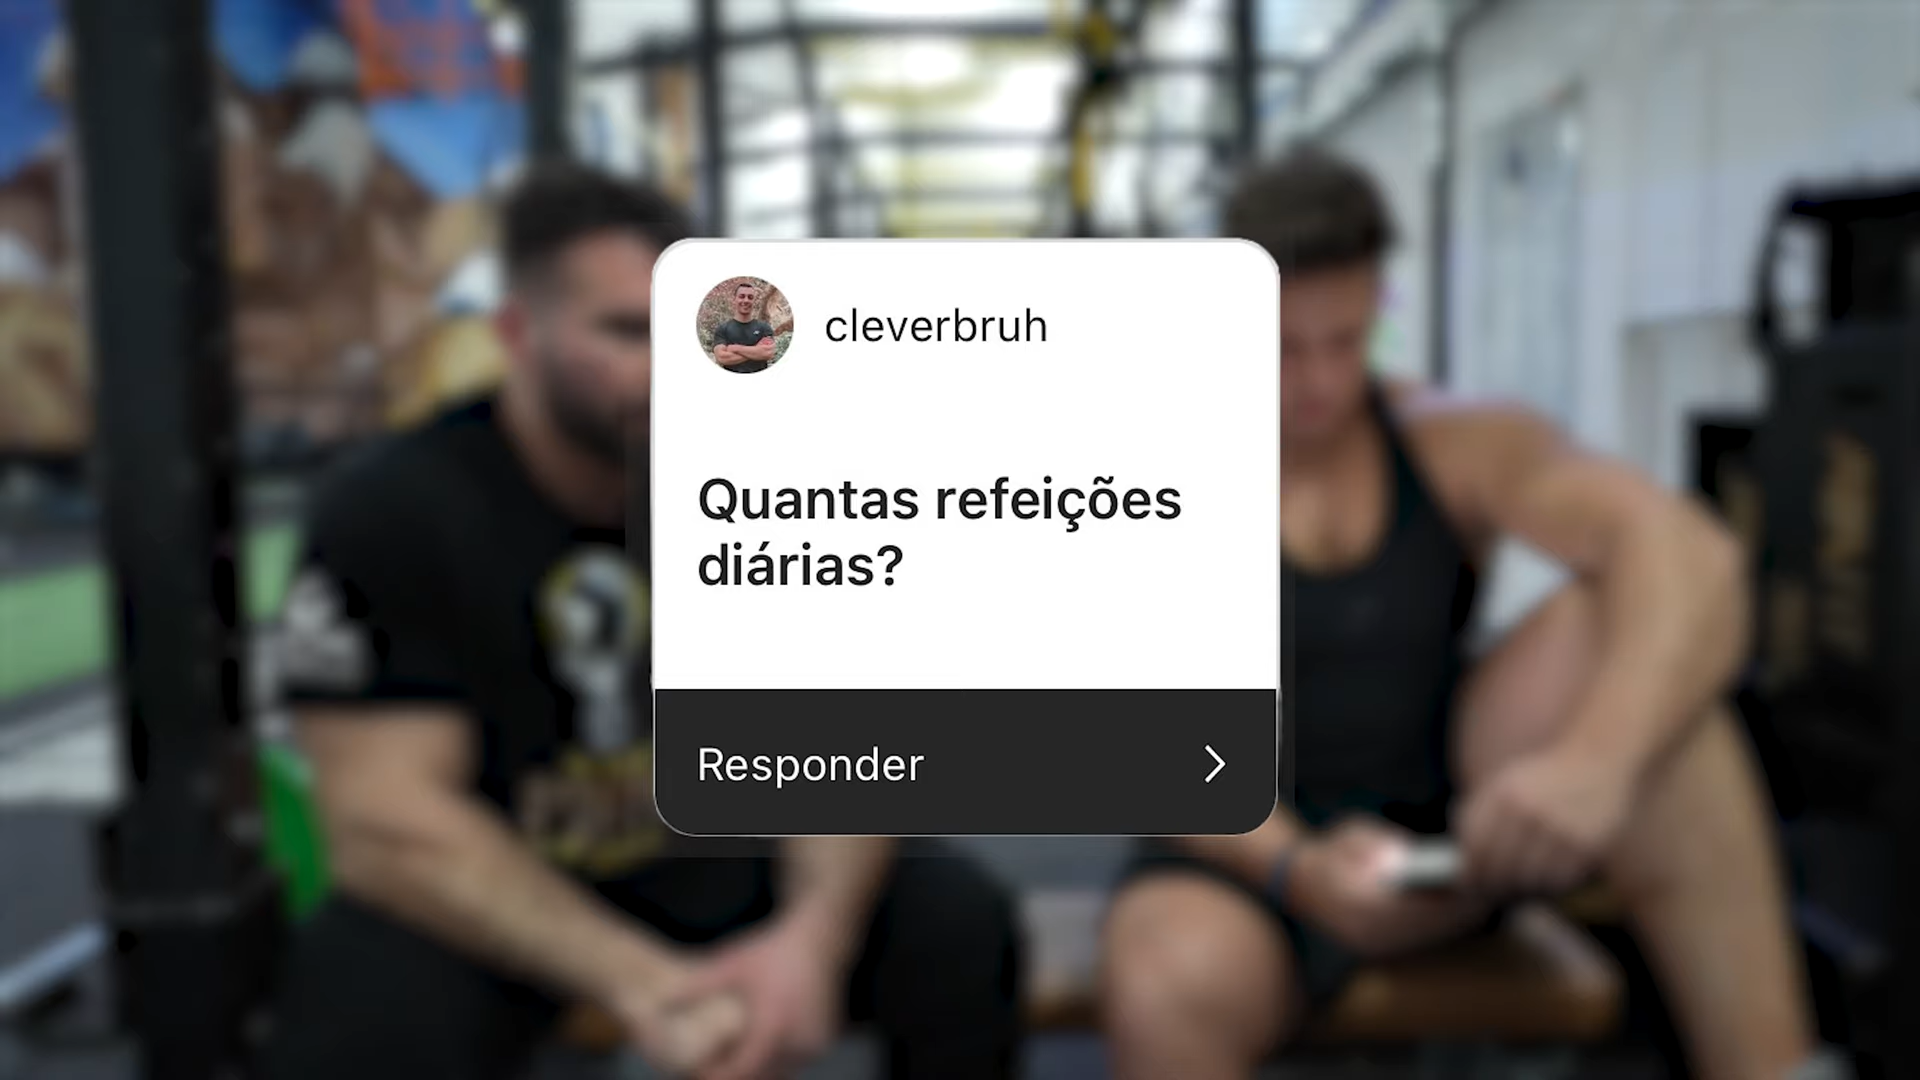 cleverbruh
Quantas refeições
diárias?
Responder